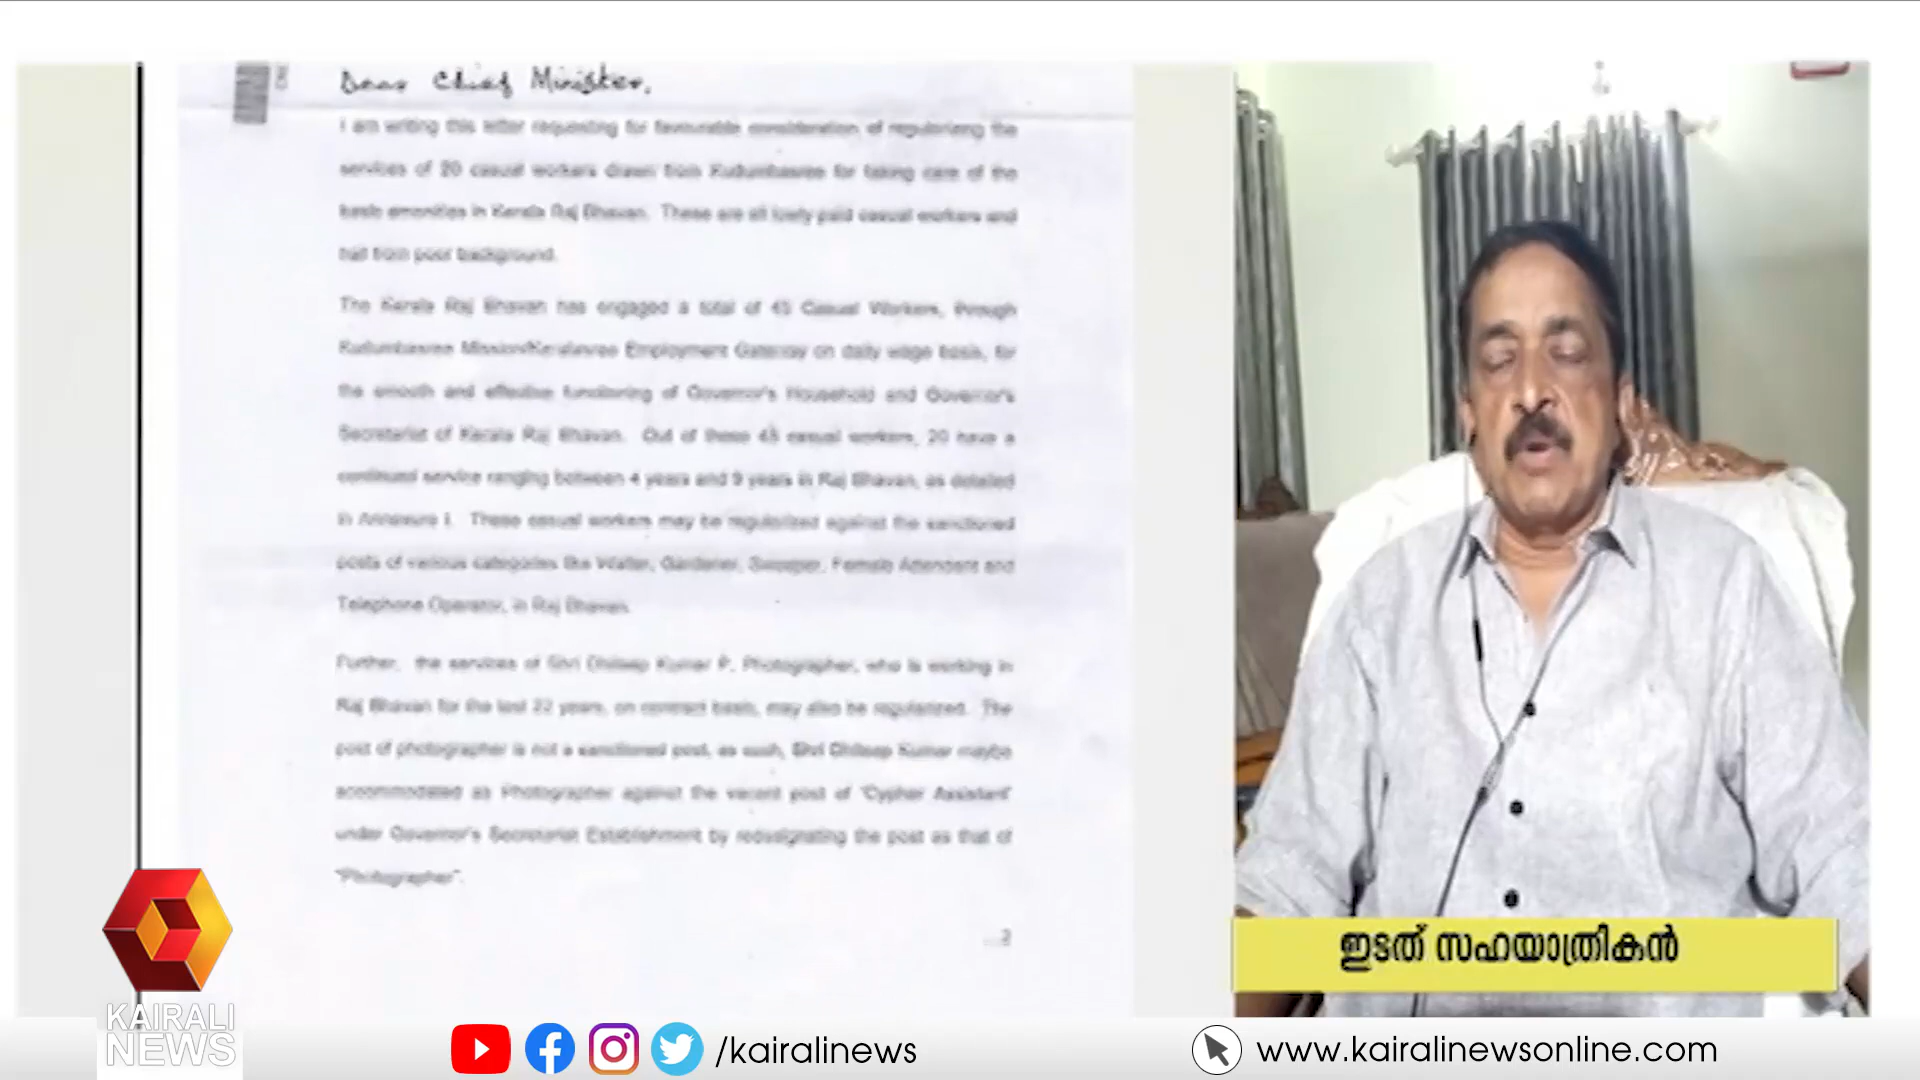 Dear Chief Minister,
I am writing this letter requesting for favourable consideration of regularizing the
services of 20 casual workers drawn from Kudumbasree for taking care of the
basic amenities in Kerala Raj Bhavan. These are all lowly paid casual workers and
hail from poor background.
The Kerala Raj Bhavan has engaged a total of 45 Casual Workers, through
Kudumbasree Mission/Keralasree Employment Gateway on daily wage basis, for
the smooth and effective functioning of Governor's Household and Governor's
Secretariat of Kerala Raj Bhavan. Out of these 45 casual workers, 20 have a
continued service ranging between 4 years and 9 years in Raj Bhavan, as detailed
in Annexure I. These casual workers may be regularized against the sanctioned
posts of various categories like Waiter, Gardener, Sweeper, Female Attendant and
Telephone Operator, in Raj Bhavan.
Further, the services of Shri Dhileep Kumar P, Photographer, who is working in
Raj Bhavan for the last 22 years, on contract basis, may also be regularized. The
post of photographer is not a sanctioned post, as such, Shri Dhileep Kumar maybe
accommodated as Photographer against the vacant post of 'Cypher Assistant'
under Governor's Secretariat Establishment by redesignating the post as that of
"Photographer".
...2
ഇടത് സഹയാത്രികൻ
KAIRALI
NEWS
/kairalinews
www.kairalinewsonline.com